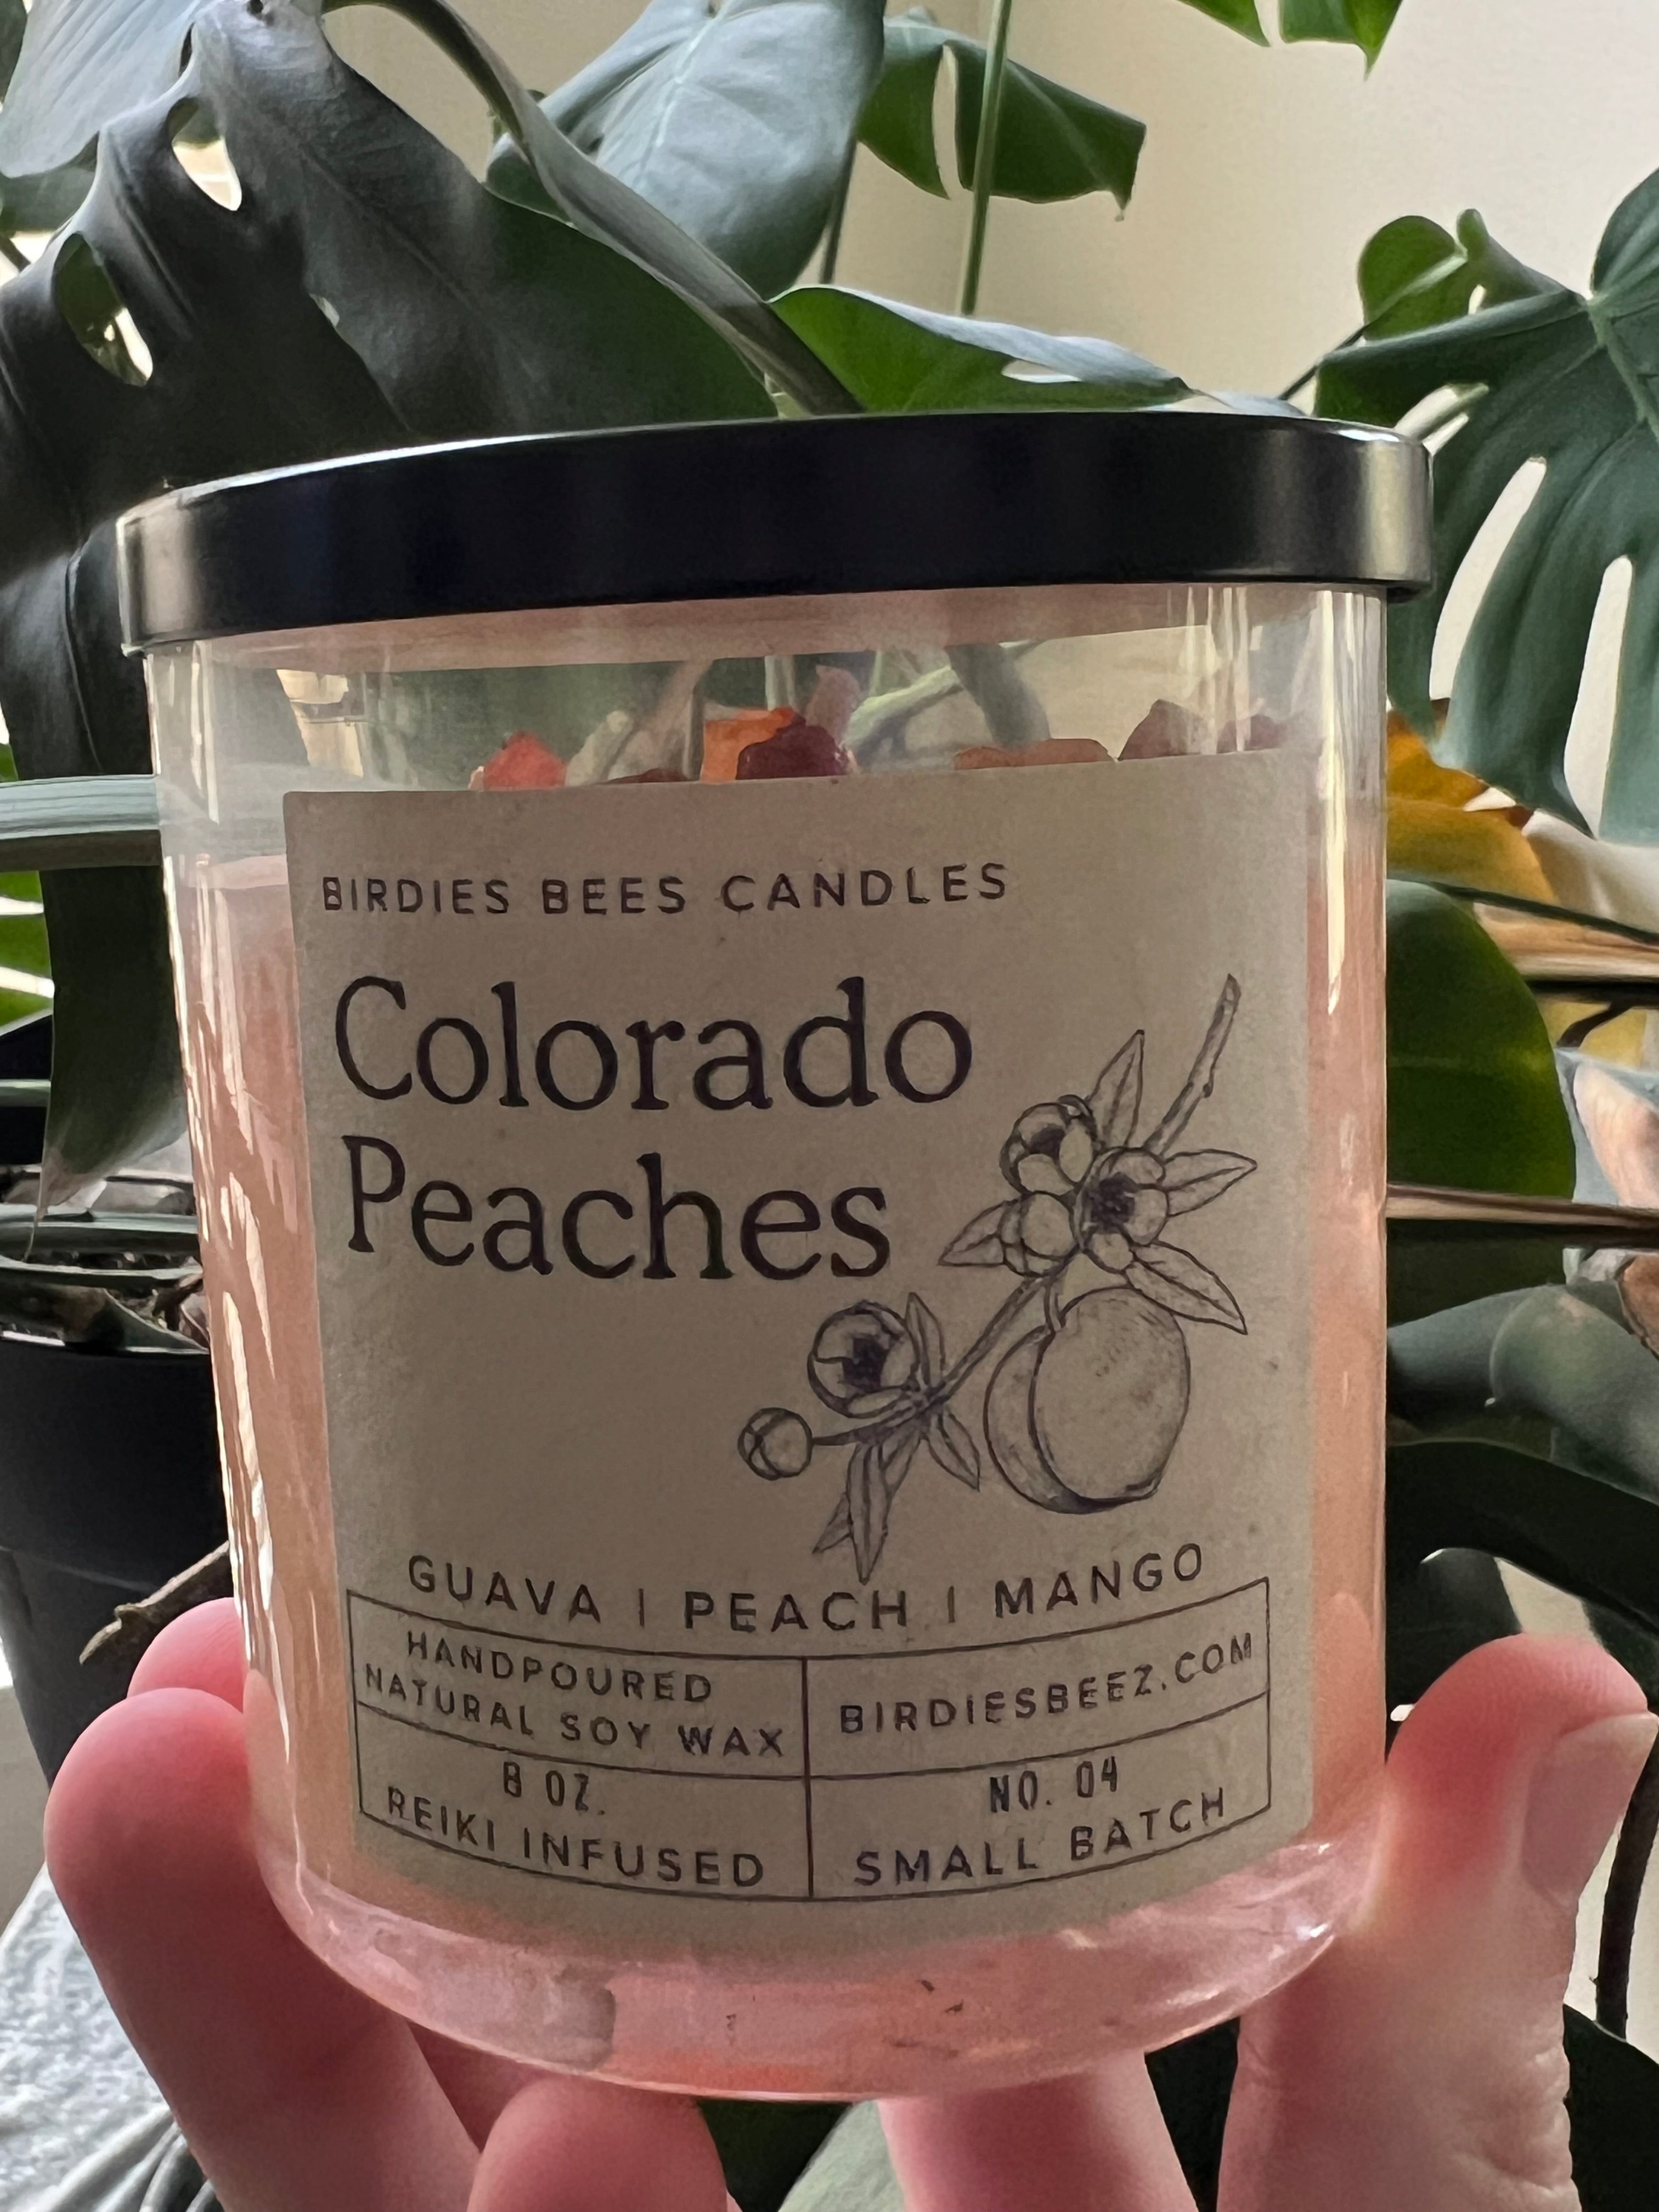 BIRDIES BEES CANDLES
Colorado
Peaches
GUAVA | PEACH | MANGO
HANDPOURED
NATURAL SOY WAX
BIRDIESBEEZ.COM
8 OZ.
REIKI INFUSED
NO. 04
SMALL BATCH